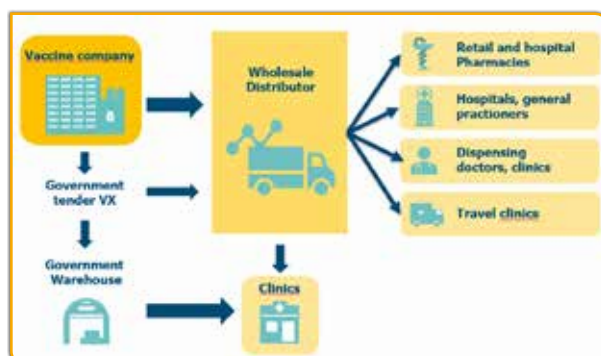 Vaccine company
Wholesale
Distributor
Retail and hospital
Pharmacies
Hospitals, general
practioners
Dispensing
doctors, clinics
Travel clinics
Government
tender VX
Government
Warehouse
Clinics